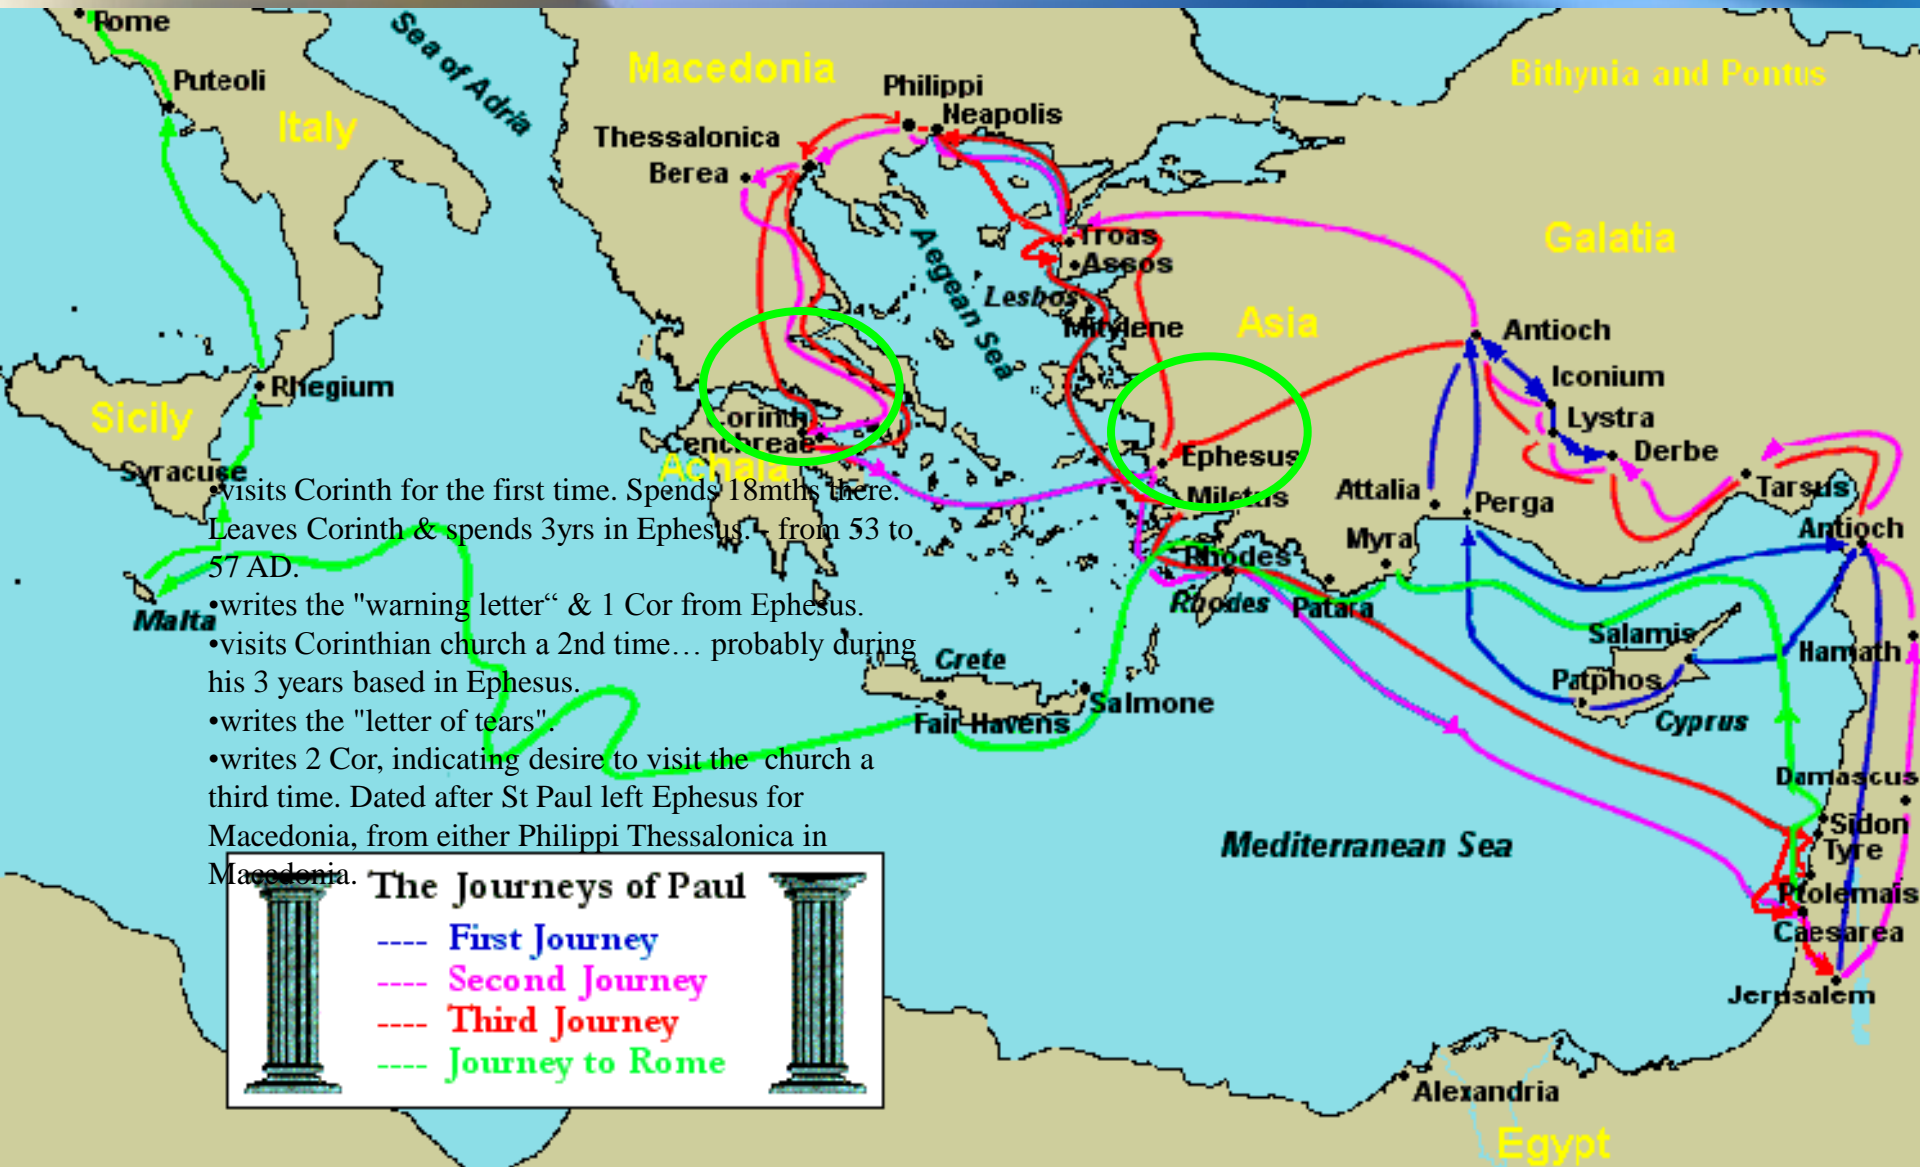 Rome
Sea of Adria
Macedonia
Bithynia and Pontus
Puteoli
Philippi
Neapolis
Italy
Thessalonica
Berea
Galatia
Troas
Assos
Aegean Sea
Lesbos
Mitylene
Asia
Antioch
Iconium
Rhegium
Lystra
Sicily
Corinth
Cenchreae
Derbe
Achaia
Ephesus
Syracuse
Tarsus
Attalia
Miletus
Perga
Antioch
Myra
•visits Corinth for the first time. Spends 18mths there.
Leaves Corinth & spends 3yrs in Ephesus. - from 53 to
57 AD.
•writes the "warning letter“ & 1 Cor from Ephesus.
•visits Corinthian church a 2nd time… probably during
his 3 years based in Ephesus.
•writes the "letter of tears".
•writes 2 Cor, indicating desire to visit the church a
third time. Dated after St Paul left Ephesus for
Macedonia, from either Philippi Thessalonica in
Macedonia.
Rhodes
Rhodes
Patara
Malta
Salamis
Hamath
Crete
Patphos
Salmone
Fair Havens
Cyprus
Damascus
Sidon
Mediterranean Sea
Tyre
Ptolemais
Caesarea
Jerusalem
The Journeys of Paul
---- First Journey
---- Second Journey
---- Third Journey
---- Journey to Rome
Alexandria
Egypt